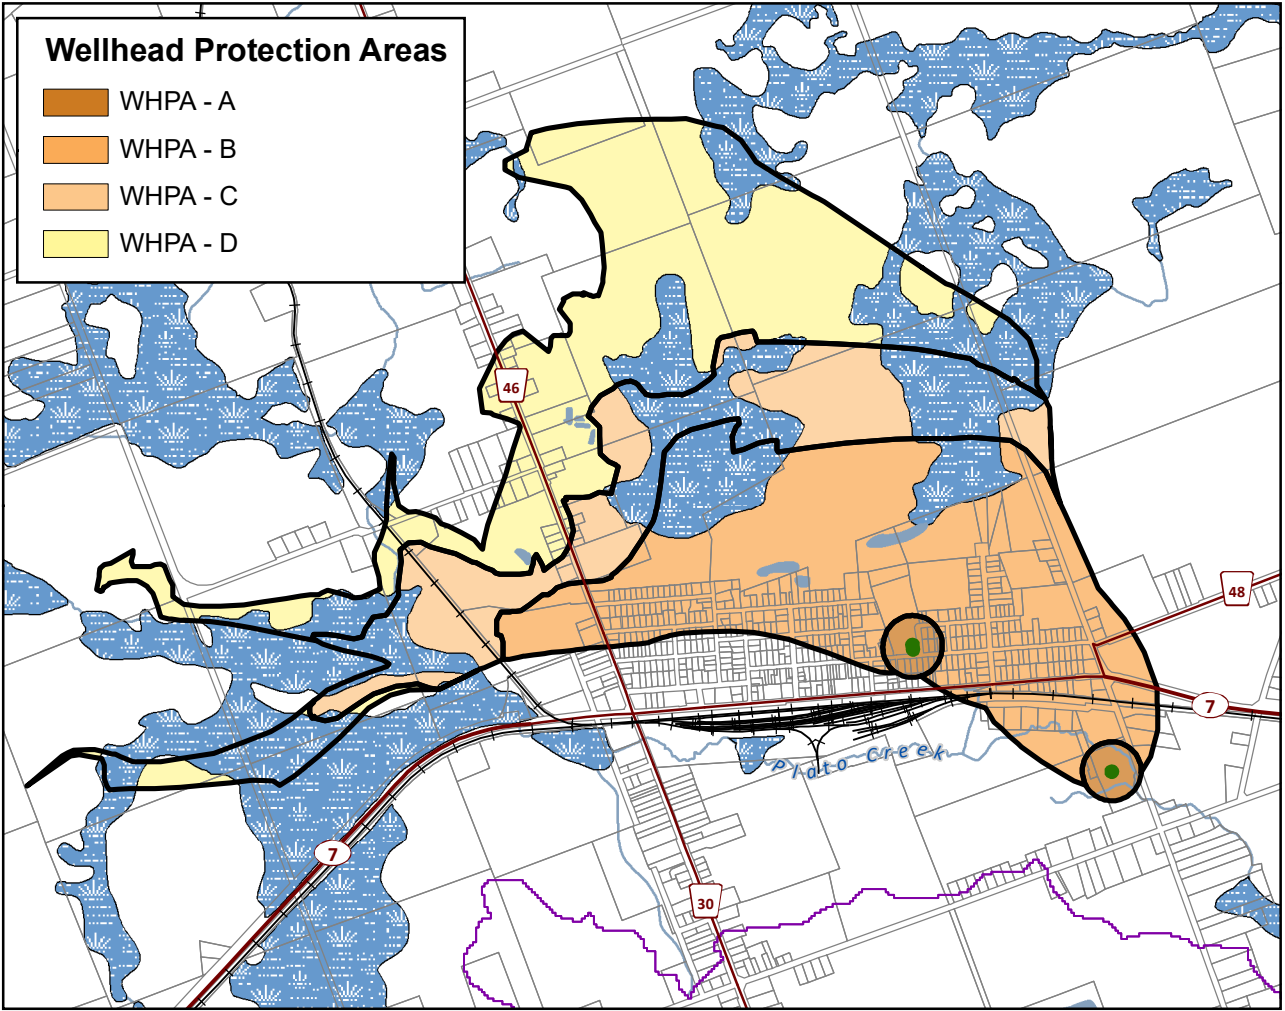 Wellhead Protection Areas
WHPA - A
WHPA - B
WHPA - C
WHPA - D
46
48
7
Plato Creek
7
30